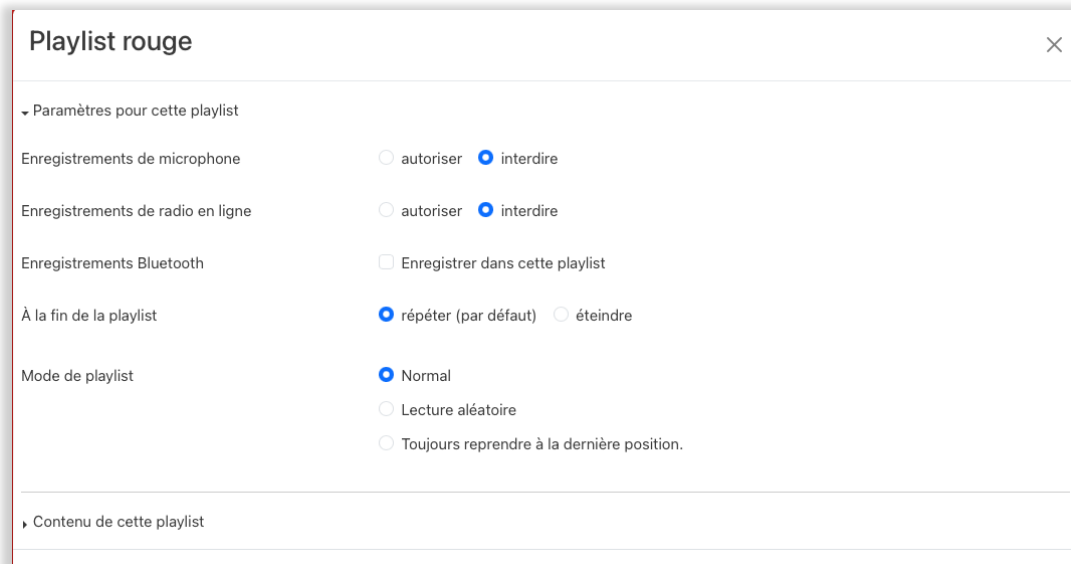 Playlist rouge
Paramètres pour cette playlist
Enregistrements de microphone autoriser interdire
Enregistrements de radio en ligne autoriser interdire
Enregistrements Bluetooth Enregistrer dans cette playlist
À la fin de la playlist répéter (par défaut) éteindre
Mode de playlist Normal
Lecture aléatoire
Toujours reprendre à la dernière position.
Contenu de cette playlist